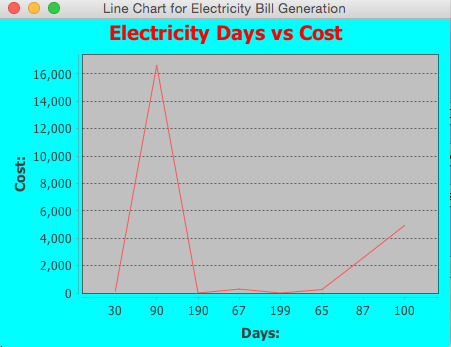 Line Chart for Electricity Bill Generation
Electricity Days vs Cost
16,000
14,000
12,000
10,000
8,000
6,000
4,000
2,000
0
Cost:
30 90 190 67 199 65 87 100
Days: